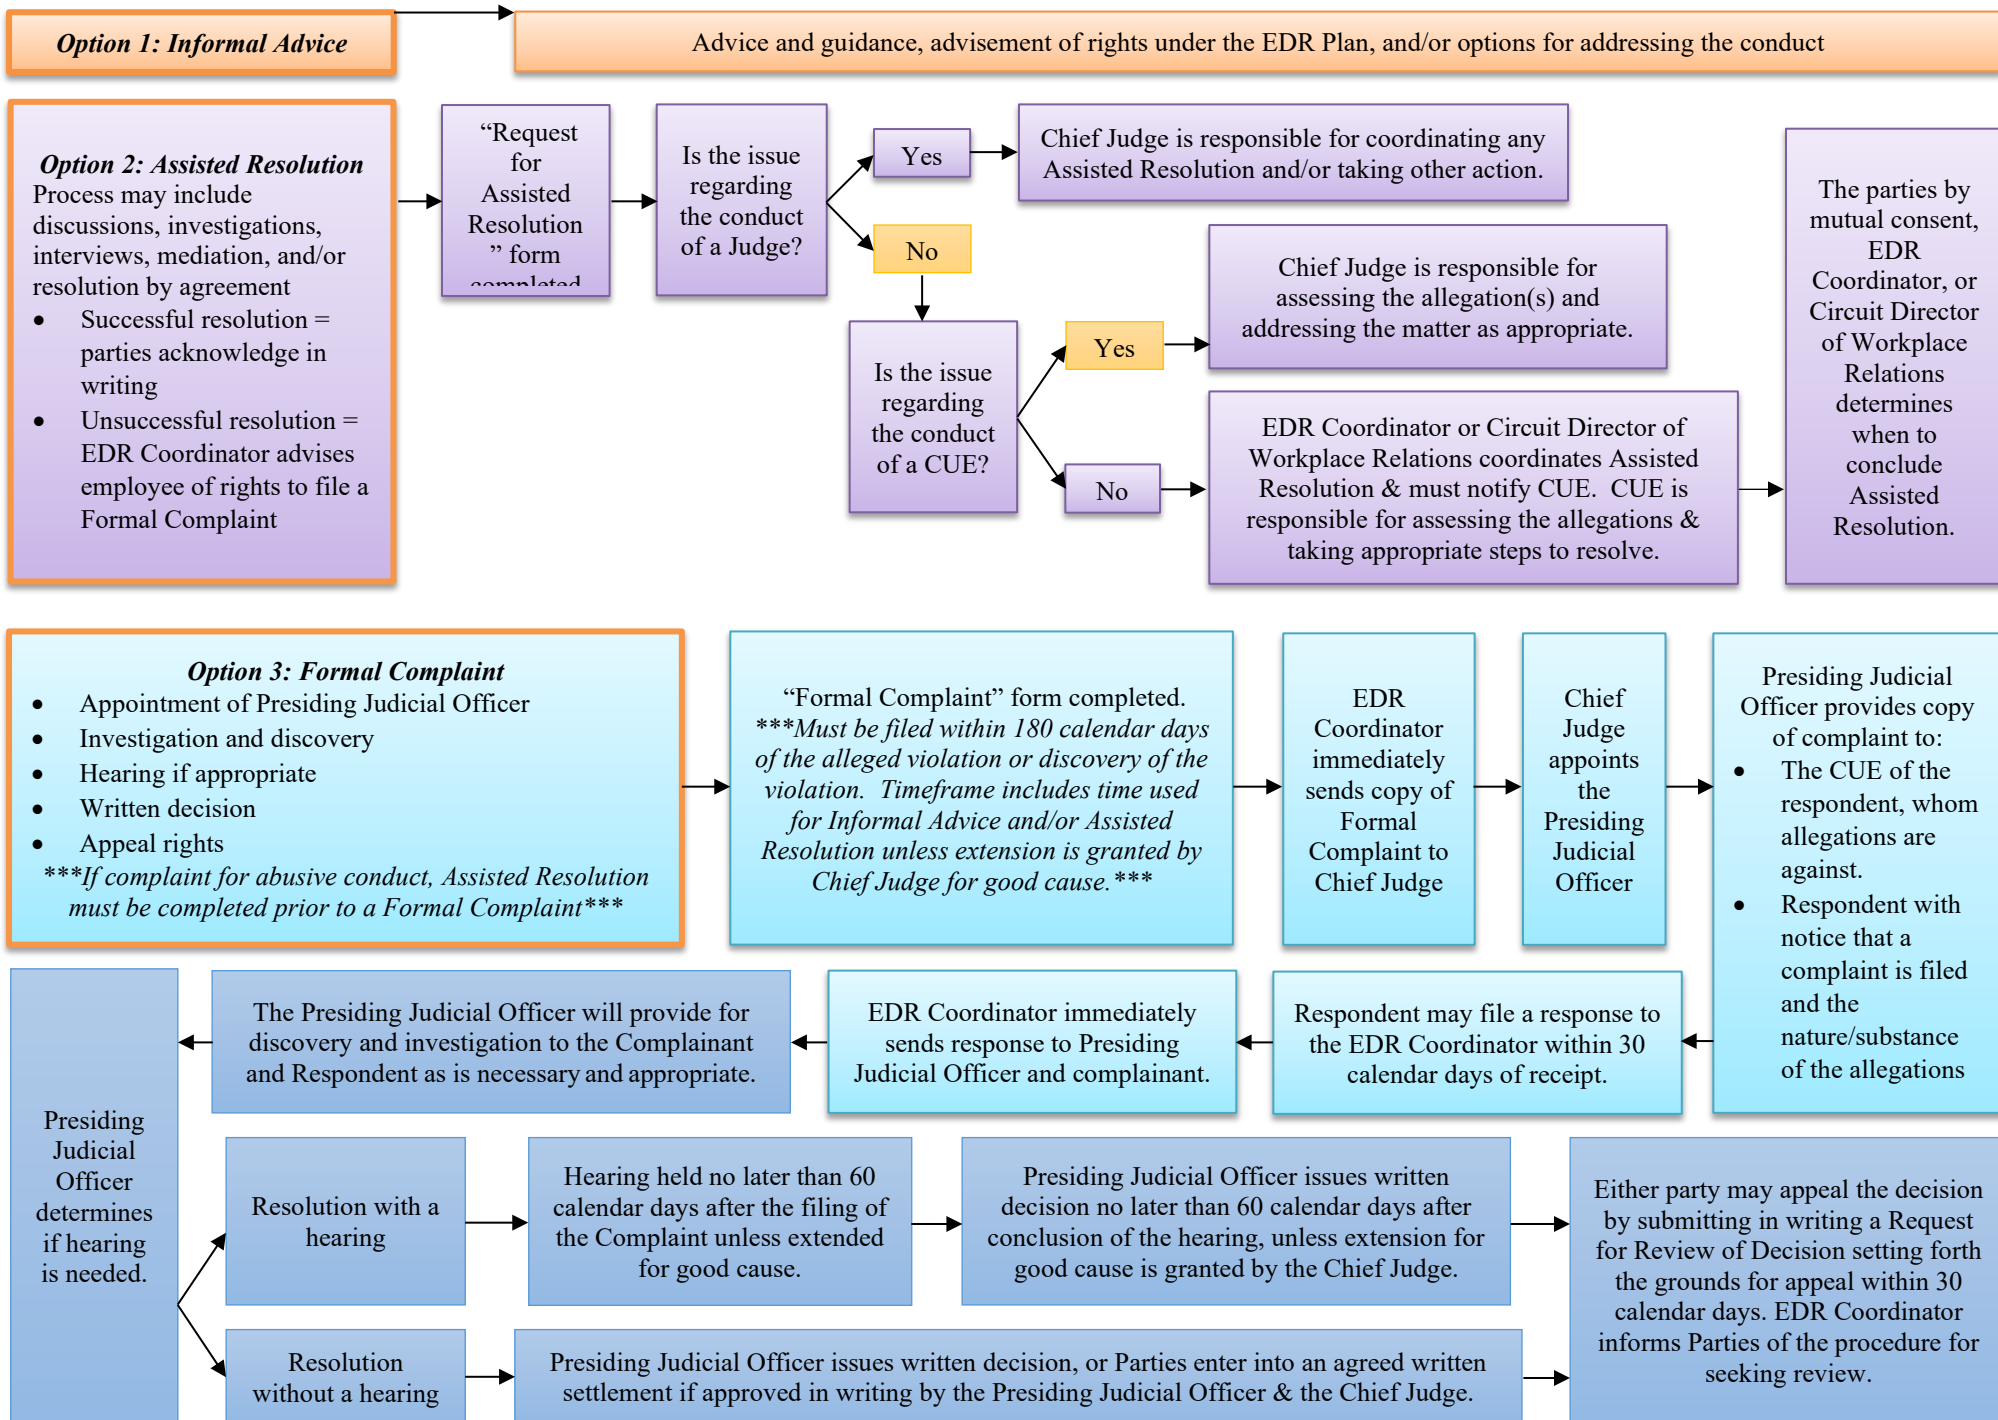 Option 1: Informal Advice
Advice and guidance, advisement of rights under the EDR Plan, and/or options for addressing the conduct
Option 2: Assisted Resolution
Process may include
discussions, investigations,
interviews, mediation, and/or
resolution by agreement
• Successful resolution =
parties acknowledge in
writing
• Unsuccessful resolution =
EDR Coordinator advises
employee of rights to file a
Formal Complaint
“Request
for
Assisted
Resolution
” form
completed
Is the issue
regarding
the conduct
of a Judge?
Yes
Chief Judge is responsible for coordinating any
Assisted Resolution and/or taking other action.
No
Is the issue
regarding
the conduct
of a CUE?
Yes
Chief Judge is responsible for
assessing the allegation(s) and
addressing the matter as appropriate.
No
EDR Coordinator or Circuit Director of
Workplace Relations coordinates Assisted
Resolution & must notify CUE. CUE is
responsible for assessing the allegations &
taking appropriate steps to resolve.
The parties by
mutual consent,
EDR
Coordinator, or
Circuit Director
of Workplace
Relations
determines
when to
conclude
Assisted
Resolution.
Option 3: Formal Complaint
• Appointment of Presiding Judicial Officer
• Investigation and discovery
• Hearing if appropriate
• Written decision
• Appeal rights
***If complaint for abusive conduct, Assisted Resolution
must be completed prior to a Formal Complaint***
“Formal Complaint” form completed.
***Must be filed within 180 calendar days
of the alleged violation or discovery of the
violation. Timeframe includes time used
for Informal Advice and/or Assisted
Resolution unless extension is granted by
Chief Judge for good cause.***
EDR
Coordinator
immediately
sends copy of
Formal
Complaint to
Chief Judge
Chief
Judge
appoints
the
Presiding
Judicial
Officer
Presiding Judicial
Officer provides copy
of complaint to:
• The CUE of the
respondent, whom
allegations are
against.
• Respondent with
notice that a
complaint is filed
and the
nature/substance
of the allegations
Respondent may file a response to
the EDR Coordinator within 30
calendar days of receipt.
EDR Coordinator immediately
sends response to Presiding
Judicial Officer and complainant.
The Presiding Judicial Officer will provide for
discovery and investigation to the Complainant
and Respondent as is necessary and appropriate.
Presiding
Judicial
Officer
determines
if hearing
is needed.
Resolution with a
hearing
Hearing held no later than 60
calendar days after the filing of
the Complaint unless extended
for good cause.
Presiding Judicial Officer issues written
decision no later than 60 calendar days after
conclusion of the hearing, unless extension for
good cause is granted by the Chief Judge.
Resolution
without a hearing
Presiding Judicial Officer issues written decision, or Parties enter into an agreed written
settlement if approved in writing by the Presiding Judicial Officer & the Chief Judge.
Either party may appeal the decision
by submitting in writing a Request
for Review of Decision setting forth
the grounds for appeal within 30
calendar days. EDR Coordinator
informs Parties of the procedure for
seeking review.